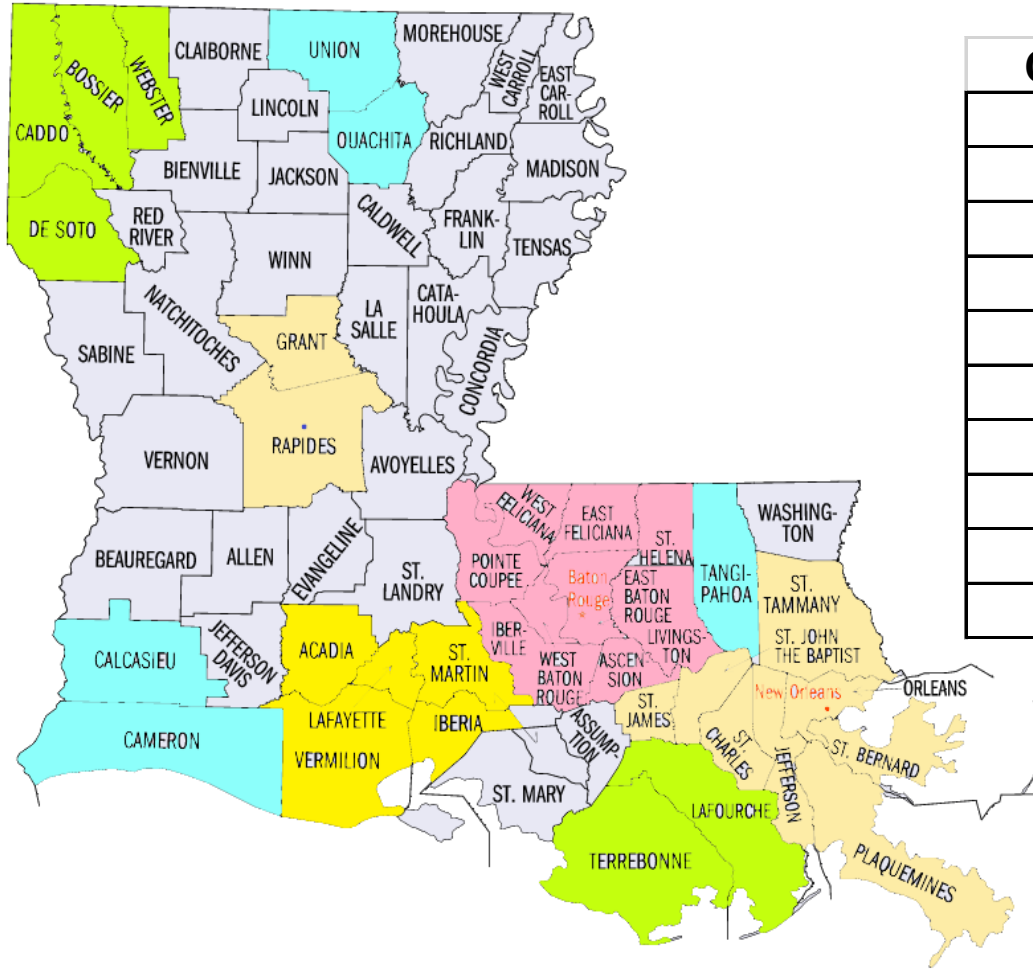 CLAIBORNE
UNION
MOREHOUSE
WEST
CARROLL
EAST
CAR-
ROLL
BOSSIER
WEBSTER
LINCOLN
CADDO
OUACHITA
RICHLAND
MADISON
BIENVILLE
JACKSON
DE SOTO
RED
RIVER
CALDWELL
FRANK-
LIN
TENSAS
WINN
NATCHITOCHES
LA
SALLE
CATA-
HOULA
GRANT
SABINE
CONCORDIA
RAPIDES
VERNON
AVOYELLES
WEST
FELICIANA
EAST
FELICIANA
ST.
HELENA
WASHING-
TON
BEAUREGARD
ALLEN
EVANGELINE
ST.
LANDRY
POINTE
COUPEE
Baton
Rouge
EAST
BATON
ROUGE
TANGI-
PAHOA
ST.
TAMMANY
CALCASIEU
JEFFERSON
DAVIS
ACADIA
ST.
MARTIN
IBER-
VILLE
WEST
BATON
ROUGE
ASCEN-
SION
LIVINGS-
TON
ST. JOHN
THE BAPTIST
CAMERON
LAFAYETTE
VERMILION
IBERIA
ASSUMP-
TION
ST.
JAMES
New Orleans
ORLEANS
ST.
CHARLES
JEFFERSON
ST. BERNARD
ST. MARY
LAFOURCHE
TERREBONNE
PLAQUEMINES